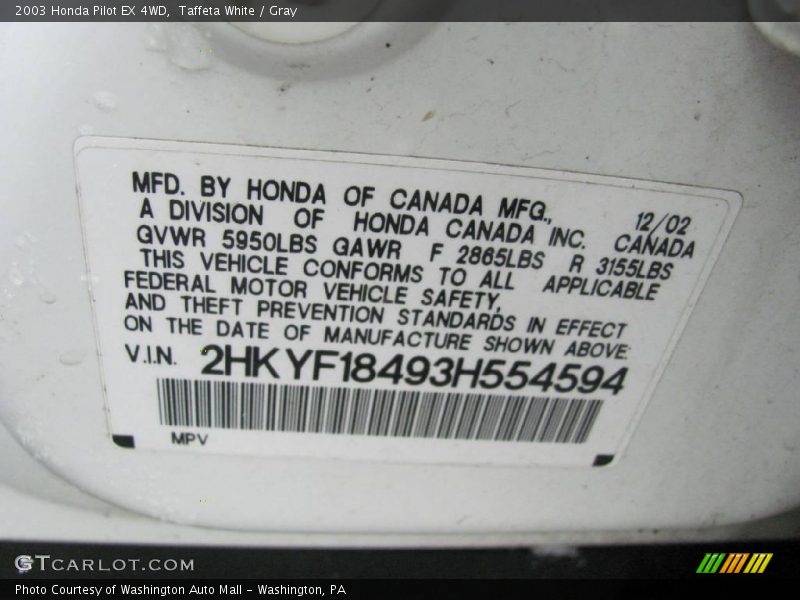 2003 Honda Pilot EX 4WD,  Taffeta White / Gray
MFD. BY HONDA OF CANADA MFG., 12/02
A DIVISION OF HONDA CANADA INC. CANADA
GVWR 5950LBS GAWR F 2865LBS R 3155LBS
THIS VEHICLE CONFORMS TO ALL APPLICABLE
FEDERAL MOTOR VEHICLE SAFETY,
AND THEFT PREVENTION STANDARDS IN EFFECT
ON THE DATE OF MANUFACTURE SHOWN ABOVE:
V.I.N. 2HKYF18493H554594
MPV
GTCARLOT.COM
Photo Courtesy of Washington Auto Mall - Washington, PA